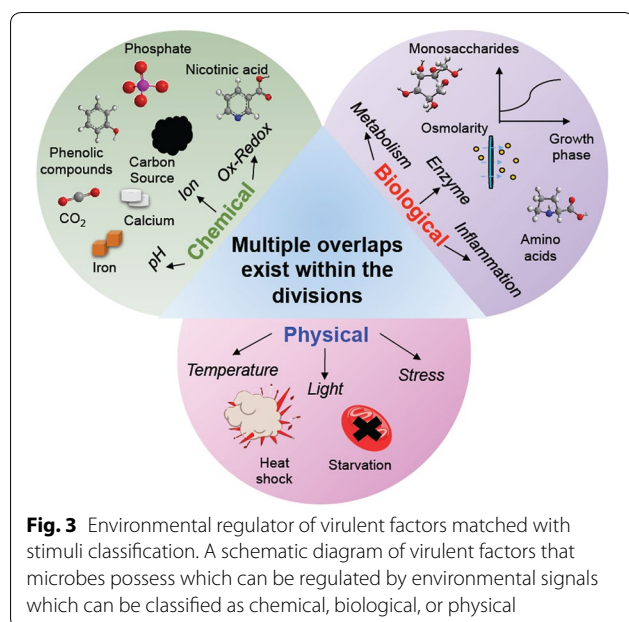 Phosphate
Nicotinic acid
Phenolic
compounds
Carbon
Source
CO2
Calcium
Iron
Ion
Ox-Redox
pH
Chemical
Monosaccharides
Osmolarity
Growth
phase
Amino
acids
Metabolism
Enzyme
Inflammation
Biological
Multiple overlaps
exist within the
divisions
Physical
Temperature
Light
Stress
Heat
shock
Starvation
Fig. 3 Environmental regulator of virulent factors matched with
stimuli classification. A schematic diagram of virulent factors that
microbes possess which can be regulated by environmental signals
which can be classified as chemical, biological, or physical